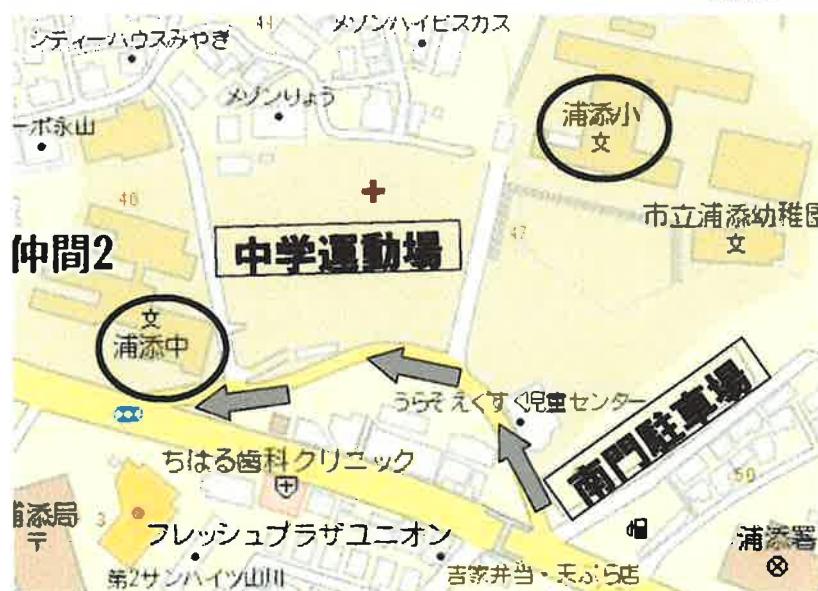 シティーハウスみやぎ
44
メゾンハイビスカス
メゾンりょう
ーポ永山
浦添小
文
40
47
市立浦添幼稚園
文
仲間2
中学運動場
文
浦添中
うらそえぐすく児童センター
南門駐車場
50
ちはる歯科クリニック
浦添局
〒
3
フレッシュプラザユニオン
浦添署
第2サンハイツ山川
吉家弁当・天ぷら店